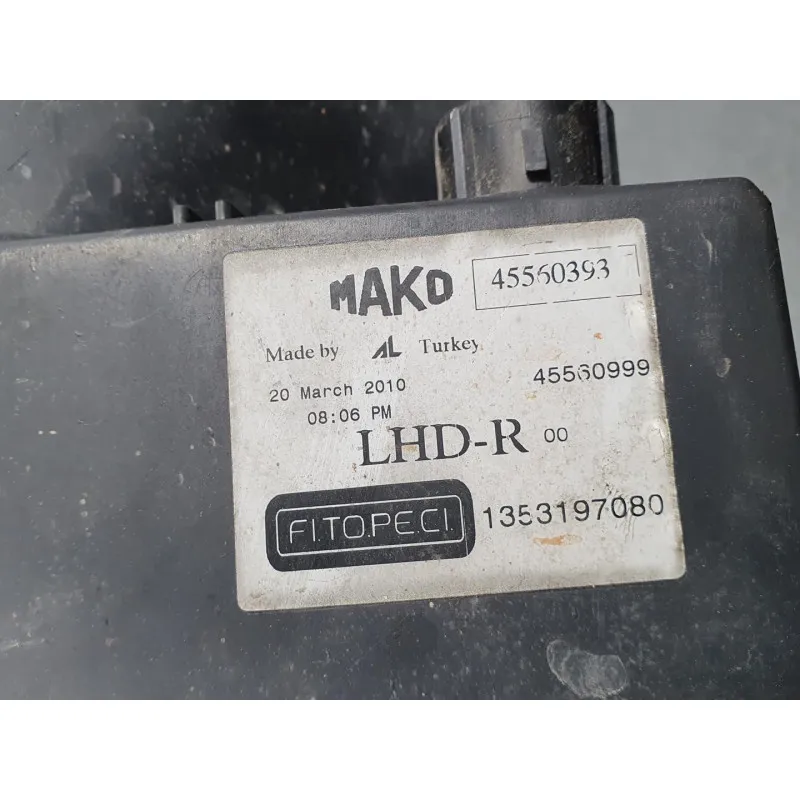 MAKO 45560393
Made by AL Turkey
20 March 2010 45560999
08:06 PM
LHD-R 00
FI.TO.PE.CI. 1353197080